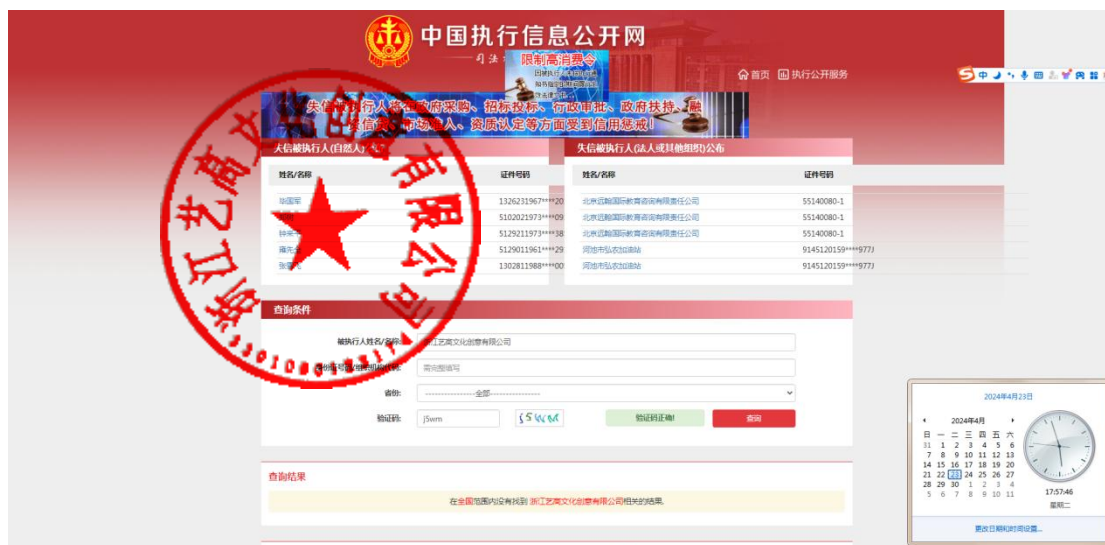 中国执行信息公开网
司法
限制高消费令
首页 执行公开服务
失信被执行人将在政府采购、招标投标、行政审批、政府扶持、融
资信贷、市场准入、资质认定等方面受到信用惩戒!
失信被执行人(自然人)公布
姓名/名称 证件号码
毕国军 1326231967****20
5102021973****09
5129211973****38
5129011961****29
1302811988****00
失信被执行人(法人或其他组织)公布
姓名/名称 证件号码
北京远翰国际教育咨询有限责任公司 55140080-1
北京远翰国际教育咨询有限责任公司 55140080-1
北京远翰国际教育咨询有限责任公司 55140080-1
河池市弘农加油站 9145120159****977J
河池市弘农加油站 9145120159****977J
浙江艺高文化创意有限公司
查询条件
被执行人姓名/名称: 浙江艺高文化创意有限公司
身份证号码/组织机构代码: 需完整填写
省份: ----------------全部----------------
验证码: j5wm j5wm 验证码正确! 查询
查询结果
在全国范围内没有找到 浙江艺高文化创意有限公司相关的结果.
中
2024年4月23日
2024年4月
日 一 二 三 四 五 六
31 1 2 3 4 5 6
7 8 9 10 11 12 13
14 15 16 17 18 19 20
21 22 23 24 25 26 27
28 29 30 1 2 3 4
5 6 7 8 9 10 11
17:57:46
星期二
更改日期和时间设置...